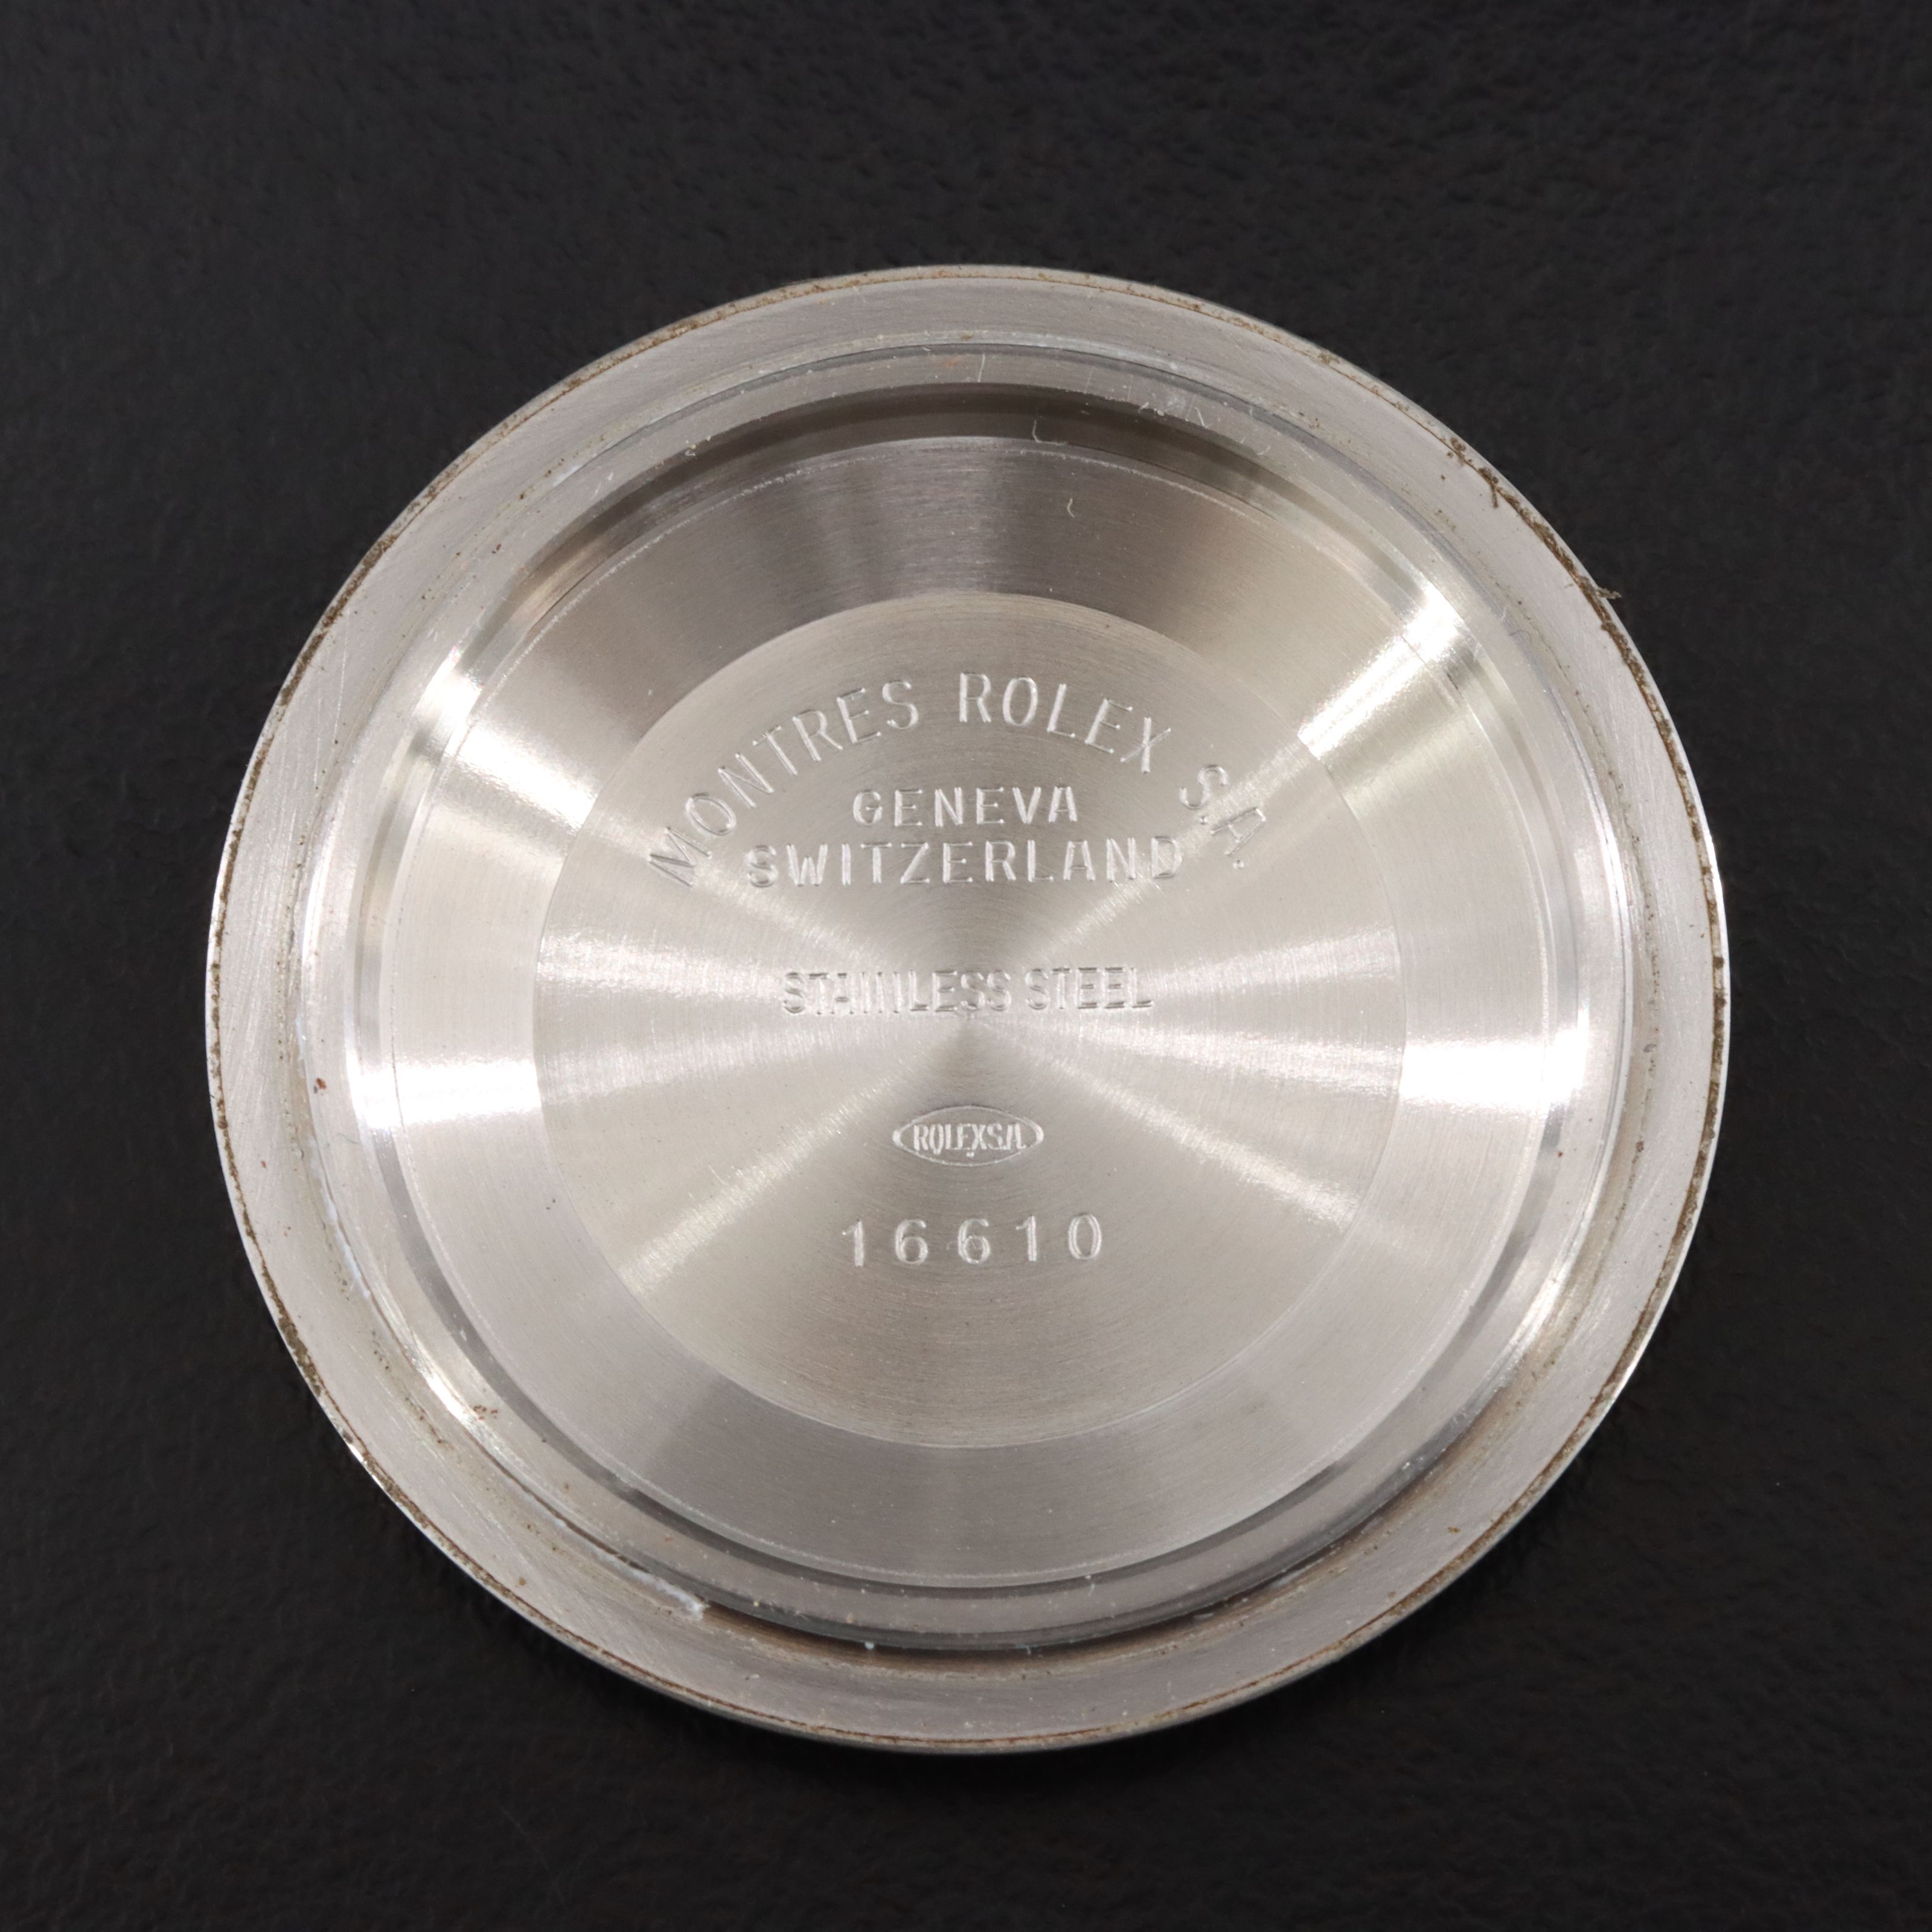 MONTRES ROLEX S.A.
GENEVA
SWITZERLAND
STAINLESS STEEL
ROLEX S.A.
16610